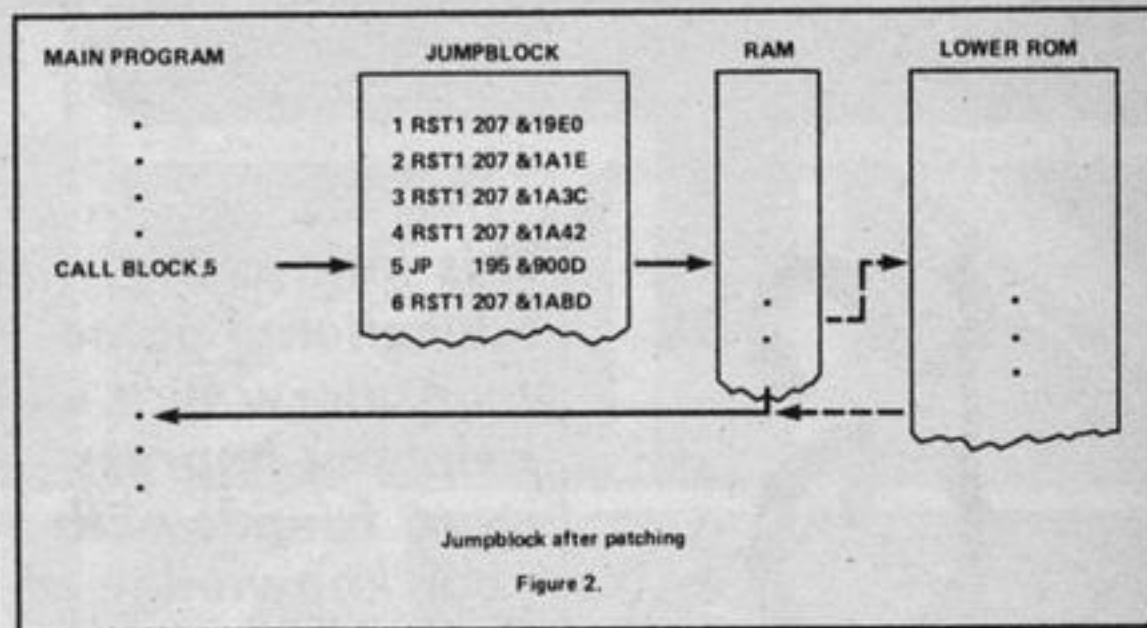 MAIN PROGRAM
JUMPBLOCK
RAM
LOWER ROM
1 RST1 207 &19E0
2 RST1 207 &1A1E
3 RST1 207 &1A3C
4 RST1 207 &1A42
CALL BLOCK,5
5 JP 195 &900D
6 RST1 207 &1ABD
Jumpblock after patching
Figure 2.